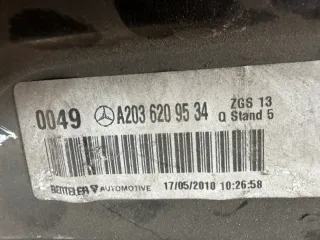 0049 A203 620 95 34 ZGS 13
Q Stand 5
BENTELER AUTOMOTIVE 17/05/2010 10:26:58